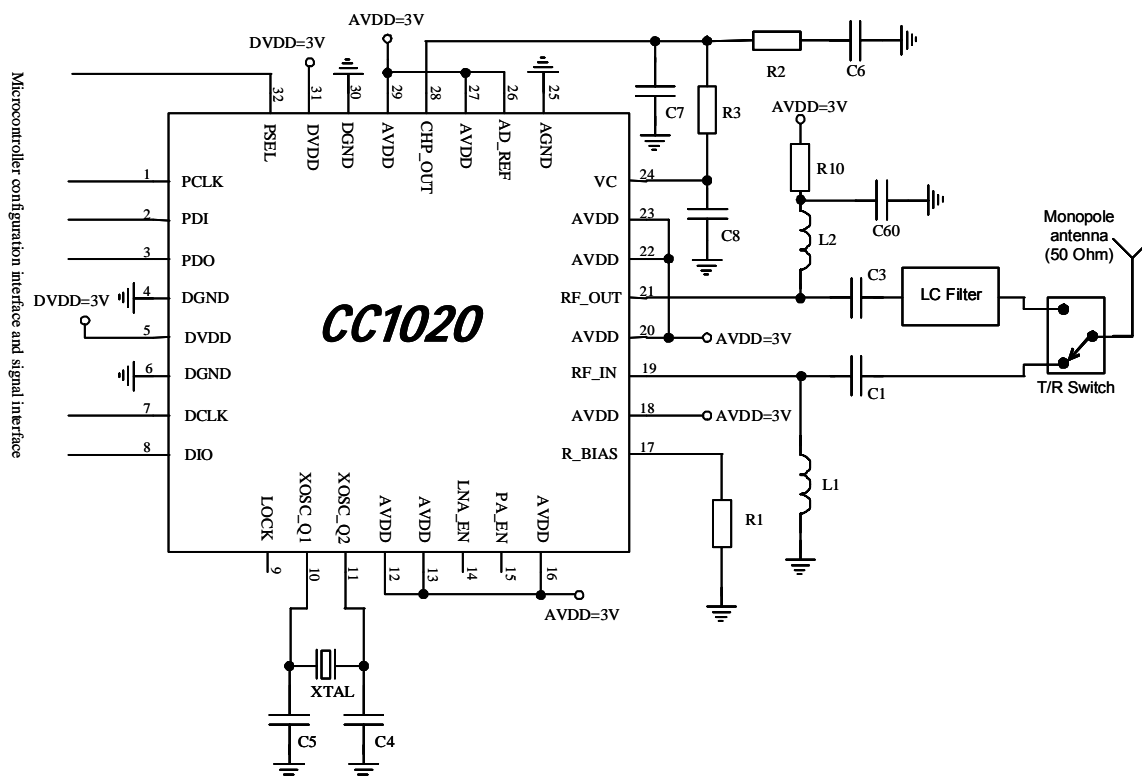 AVDD=3V
DVDD=3V
Microcontroller configuration interface and signal interface
32
31
30
29
28
27
26
25
PSEL
DVDD
DGND
AVDD
CHP_OUT
AVDD
AD_REF
AGND
R2
C6
C7
R3
AVDD=3V
R10
C60
L2
C8
Monopole
antenna
(50 Ohm)
1 PCLK
2 PDI
3 PDO
4 DGND
DVDD=3V
5 DVDD
6 DGND
7 DCLK
8 DIO
CC1020
VC 24
AVDD 23
AVDD 22
RF_OUT 21
AVDD 20
AVDD=3V
RF_IN 19
AVDD 18
AVDD=3V
R_BIAS 17
C3
LC Filter
C1
T/R Switch
L1
R1
LOCK
XOSC_Q1
XOSC_Q2
AVDD
AVDD
LNA_EN
PA_EN
AVDD
9
10
11
12
13
14
15
16
AVDD=3V
XTAL
C5
C4